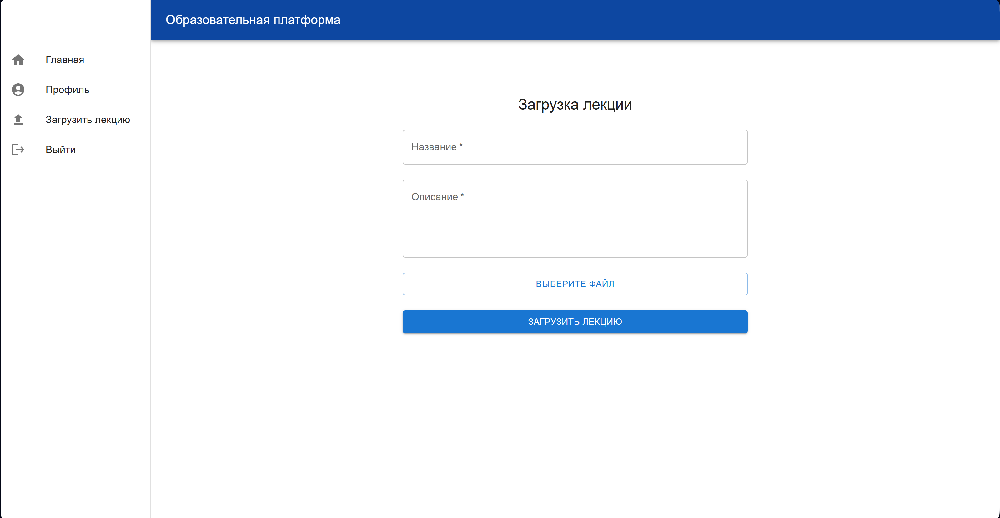 Образовательная платформа
Главная
Профиль
Загрузить лекцию
Выйти
Загрузка лекции
Название *
Описание *
ВЫБЕРИТЕ ФАЙЛ
ЗАГРУЗИТЬ ЛЕКЦИЮ